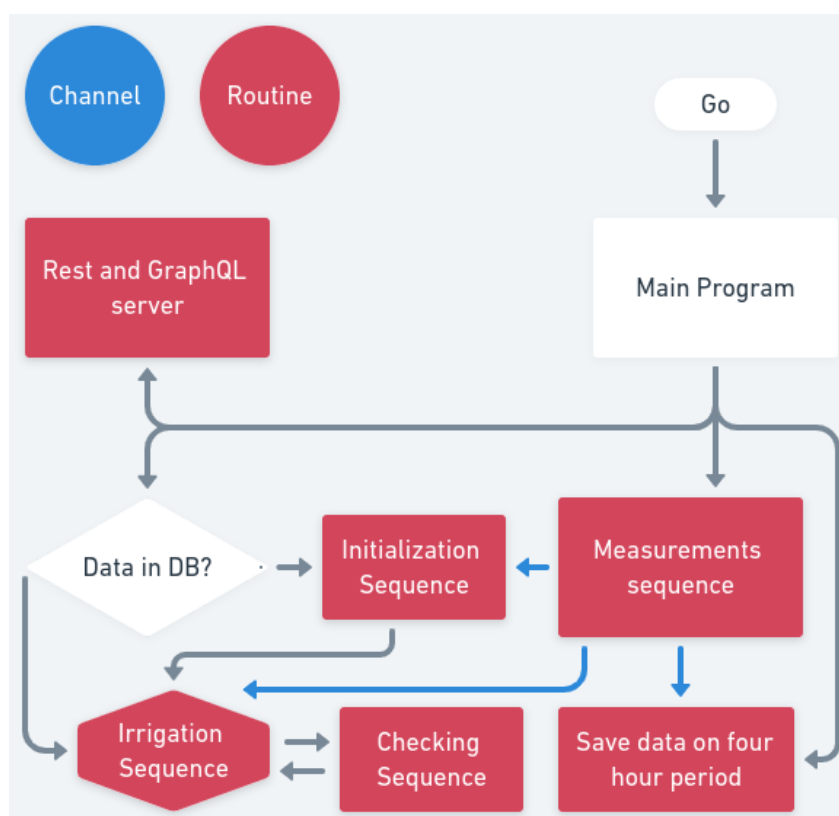 Channel
Routine
Go
Rest and GraphQL
server
Main Program
Data in DB?
Initialization
Sequence
Measurements
sequence
Irrigation
Sequence
Checking
Sequence
Save data on four
hour period